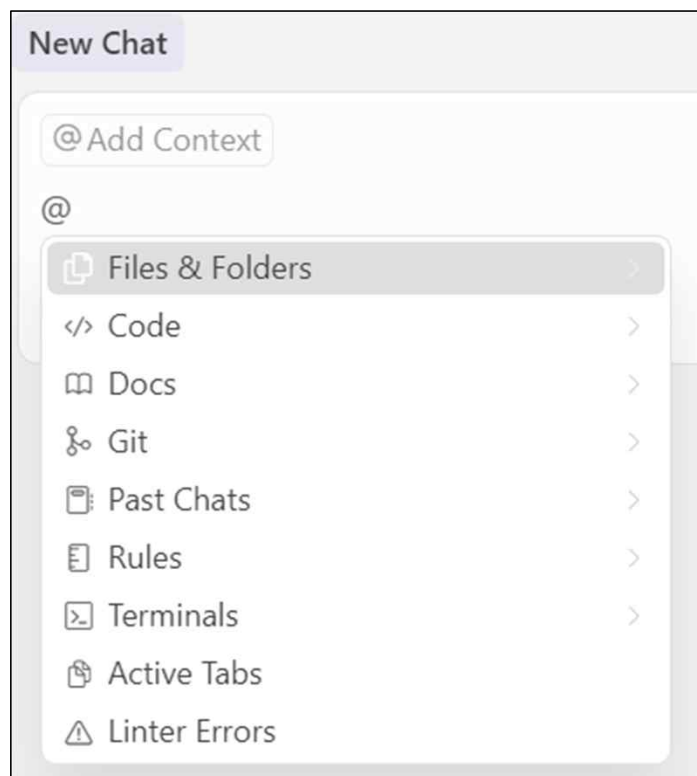 New Chat
@ Add Context
@
Files & Folders
Code
Docs
Git
Past Chats
Rules
Terminals
Active Tabs
Linter Errors